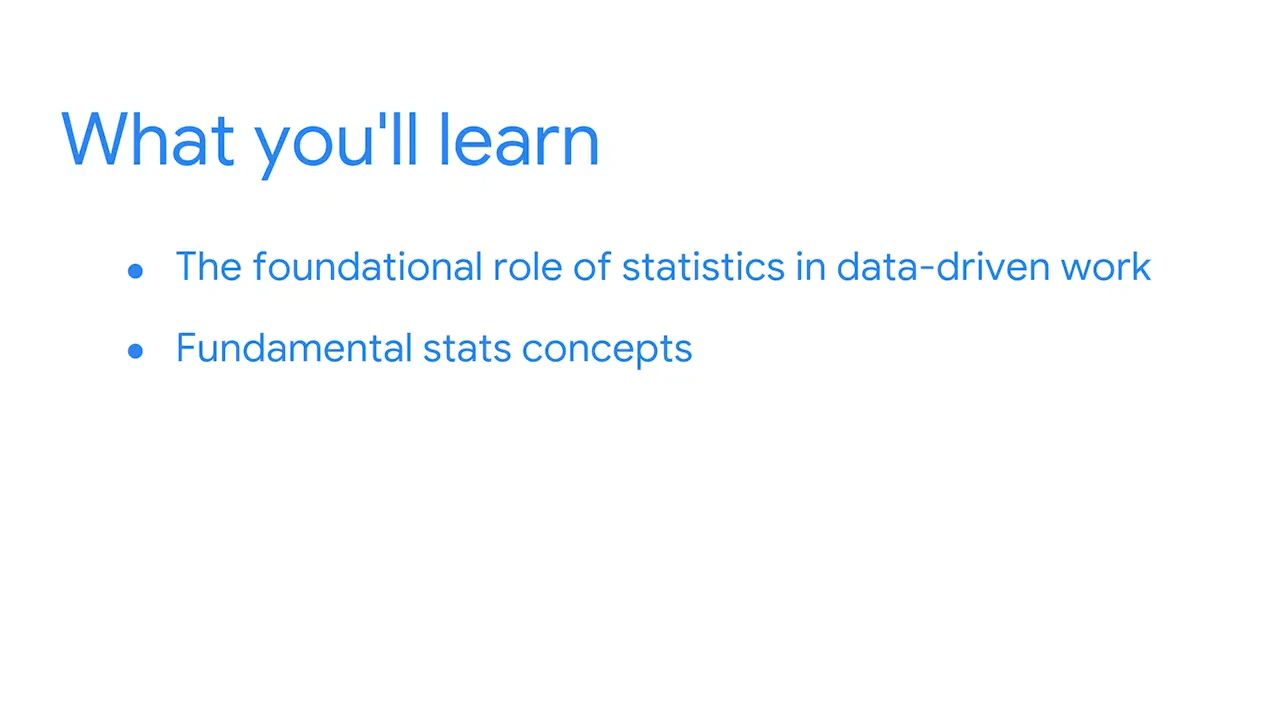 What you'll learn
● The foundational role of statistics in data-driven work
● Fundamental stats concepts